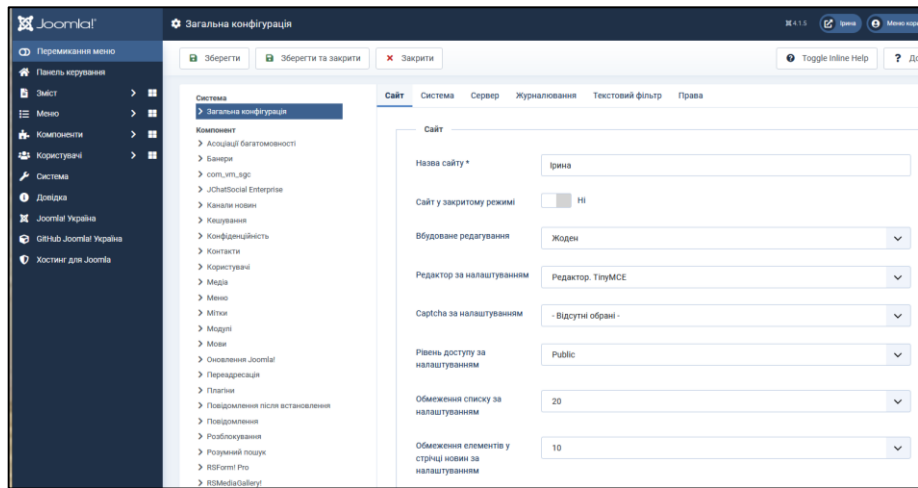 Joomla!
Загальна конфігурація
4.1.5
Ірина
Меню кори
Перемикання меню
Панель керування
Зміст
Меню
Компоненти
Користувачі
Система
Довідка
Joomla! Україна
GitHub Joomla! Україна
Хостинг для Joomla
Зберегти
Зберегти та закрити
Закрити
Toggle Inline Help
До
Система
Загальна конфігурація
Компонент
Асоціації багатомовності
Банери
com_vm_sgc
JChatSocial Enterprise
Канали новин
Кешування
Конфіденційність
Контакти
Користувачі
Медіа
Меню
Мітки
Модулі
Мови
Оновлення Joomla!
Переадресація
Плагіни
Повідомлення після встановлення
Повідомлення
Розблокування
Розумний пошук
RSForm! Pro
RSMediaGallery!
Сайт Система Сервер Журналювання Текстовий фільтр Права
Сайт
Назва сайту *
Ірина
Сайт у закритому режимі
Ні
Вбудоване редагування
Жоден
Редактор за налаштуванням
Редактор. TinyMCE
Captcha за налаштуванням
- Відсутні обрані -
Рівень доступу за
налаштуванням
Public
Обмеження списку за
налаштуванням
20
Обмеження елементів у
стрічці новин за
налаштуванням
10